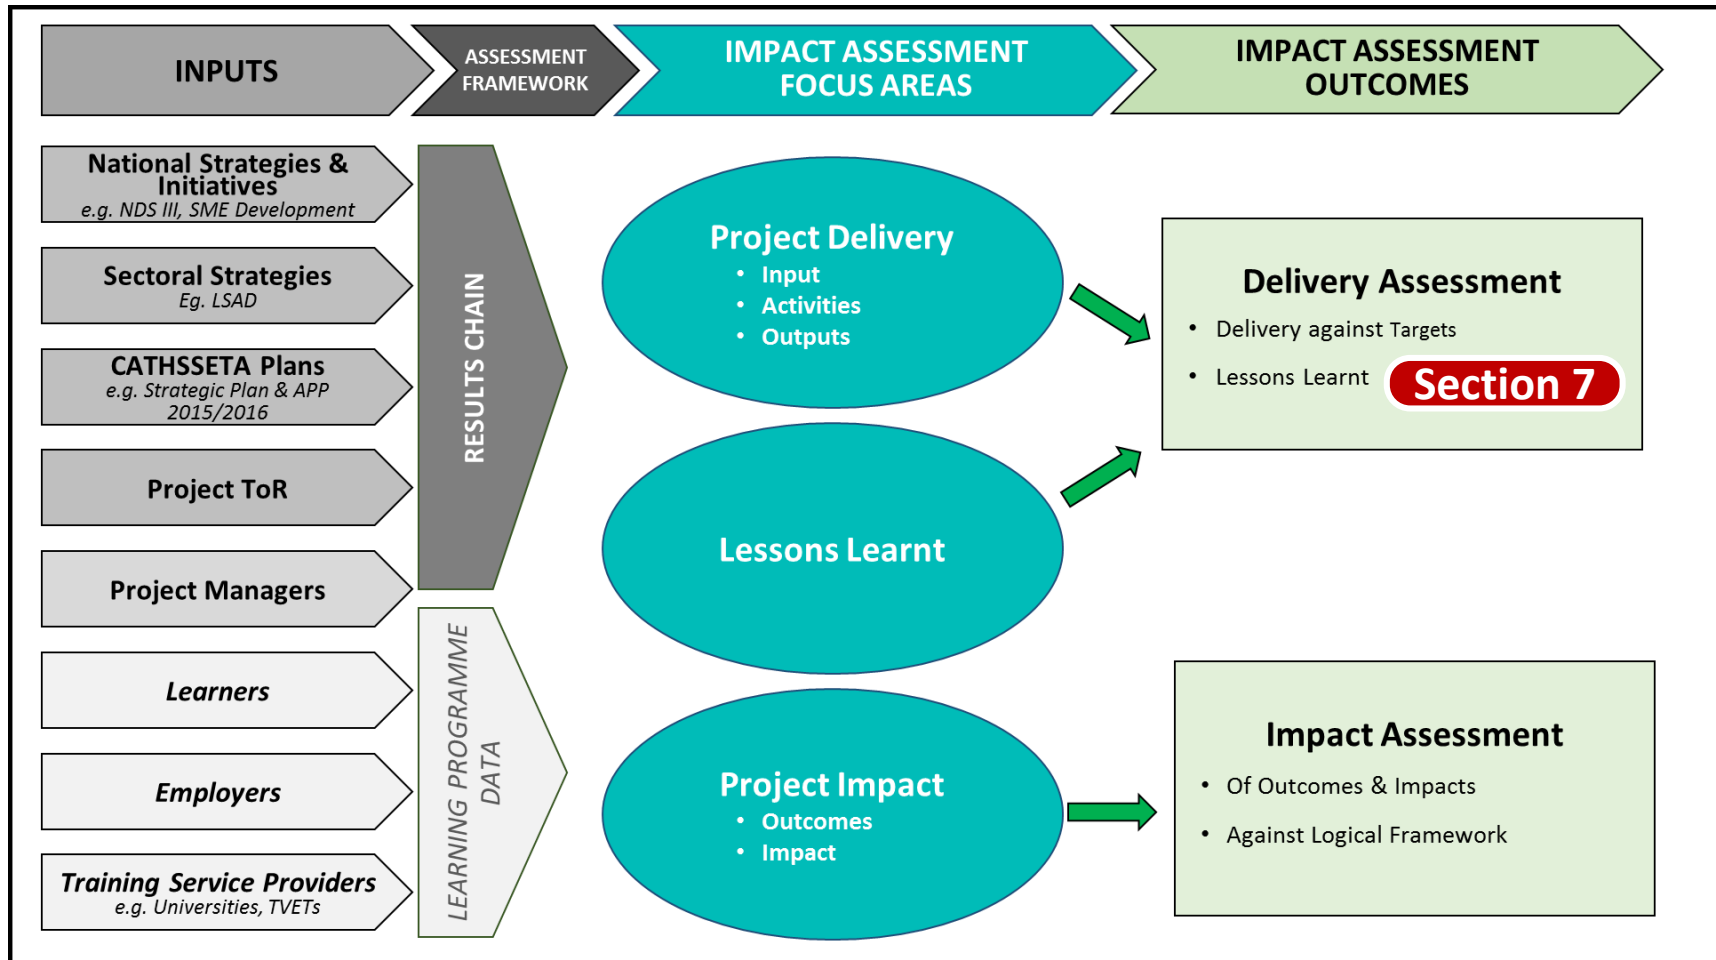 INPUTS
ASSESSMENT
FRAMEWORK
IMPACT ASSESSMENT
FOCUS AREAS
IMPACT ASSESSMENT
OUTCOMES
National Strategies &
Initiatives
e.g. NDS III, SME Development
Sectoral Strategies
Eg. LSAD
CATHSSETA Plans
e.g. Strategic Plan & APP
2015/2016
Project ToR
Project Managers
Learners
Employers
Training Service Providers
e.g. Universities, TVETs
RESULTS CHAIN
LEARNING PROGRAMME
DATA
Project Delivery
• Input
• Activities
• Outputs
Lessons Learnt
Project Impact
• Outcomes
• Impact
Delivery Assessment
• Delivery against Targets
• Lessons Learnt
Section 7
Impact Assessment
• Of Outcomes & Impacts
• Against Logical Framework